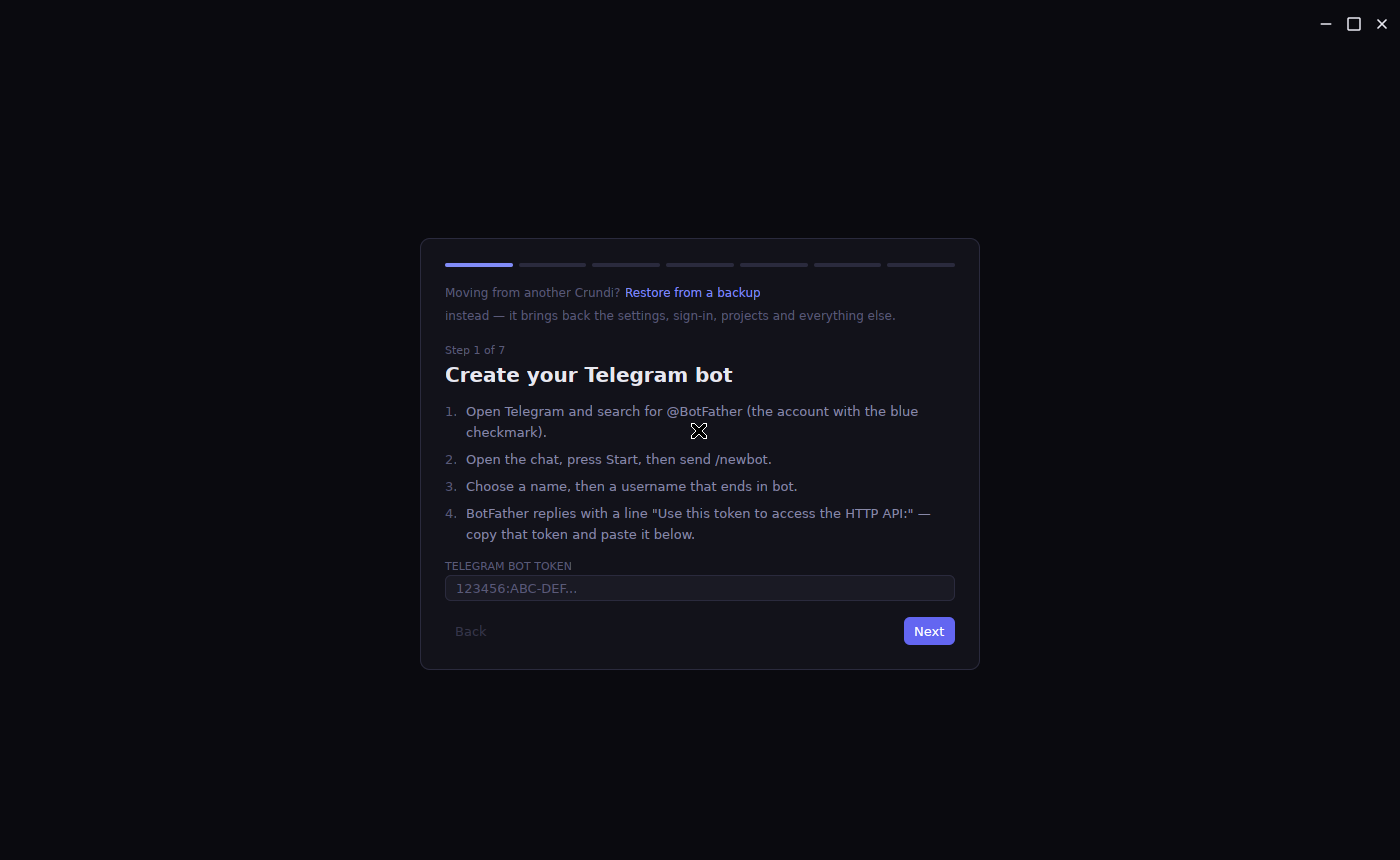 Moving from another Crundi? Restore from a backup
instead — it brings back the settings, sign-in, projects and everything else.
Step 1 of 7
Create your Telegram bot
1. Open Telegram and search for @BotFather (the account with the blue
checkmark).
2. Open the chat, press Start, then send /newbot.
3. Choose a name, then a username that ends in bot.
4. BotFather replies with a line "Use this token to access the HTTP API:" —
copy that token and paste it below.
TELEGRAM BOT TOKEN
123456:ABC-DEF...
Back
Next